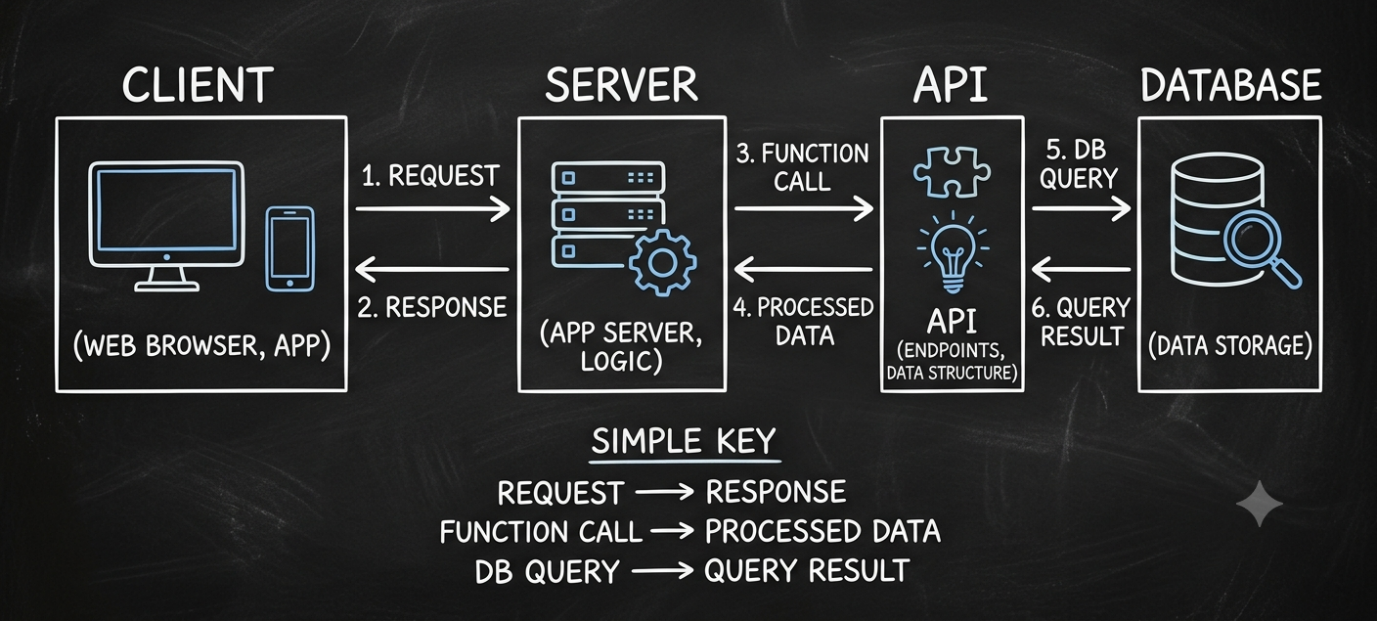 CLIENT
SERVER
API
DATABASE
1. REQUEST
2. RESPONSE
3. FUNCTION
CALL
4. PROCESSED
DATA
5. DB
QUERY
6. QUERY
RESULT
(WEB BROWSER, APP)
(APP SERVER,
LOGIC)
API
(ENDPOINTS,
DATA STRUCTURE)
(DATA STORAGE)
SIMPLE KEY
REQUEST → RESPONSE
FUNCTION CALL → PROCESSED DATA
DB QUERY → QUERY RESULT